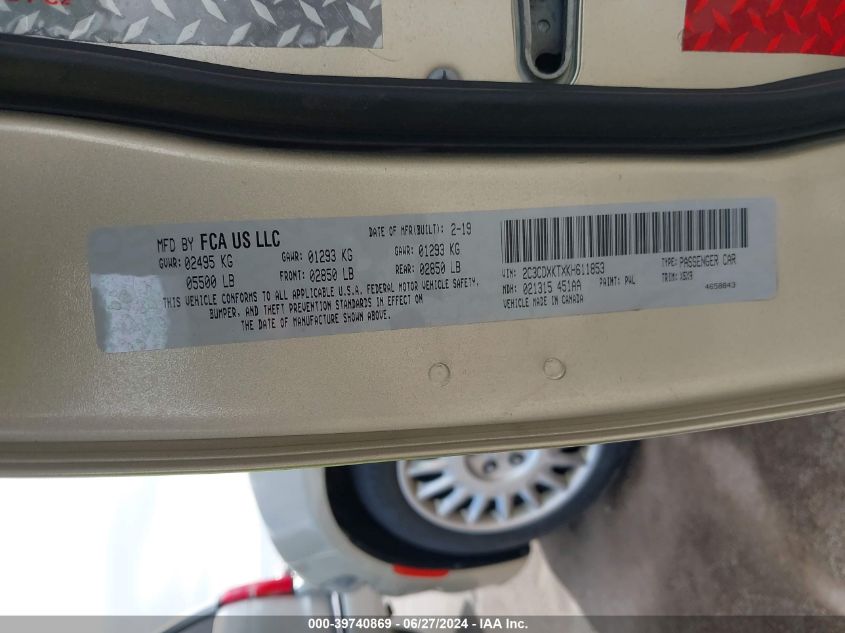 MFD BY FCA US LLC
DATE OF MFR(BUILT): 2-19
GVWR: 02495 KG GAWR: 01293 KG GAWR: 01293 KG
05500 LB FRONT: 02850 LB REAR: 02850 LB
THIS VEHICLE CONFORMS TO ALL APPLICABLE U.S.A. FEDERAL MOTOR VEHICLE SAFETY,
BUMPER, AND THEFT PREVENTION STANDARDS IN EFFECT ON
THE DATE OF MANUFACTURE SHOWN ABOVE.
VIN: 2C3CDXKTXKH611853 TYPE: PASSENGER CAR
MDH: 021315 451AA PAINT: PWL TRIM:
VEHICLE MADE IN CANADA 4658843
000-39740869 - 06/27/2024 - IAA Inc.